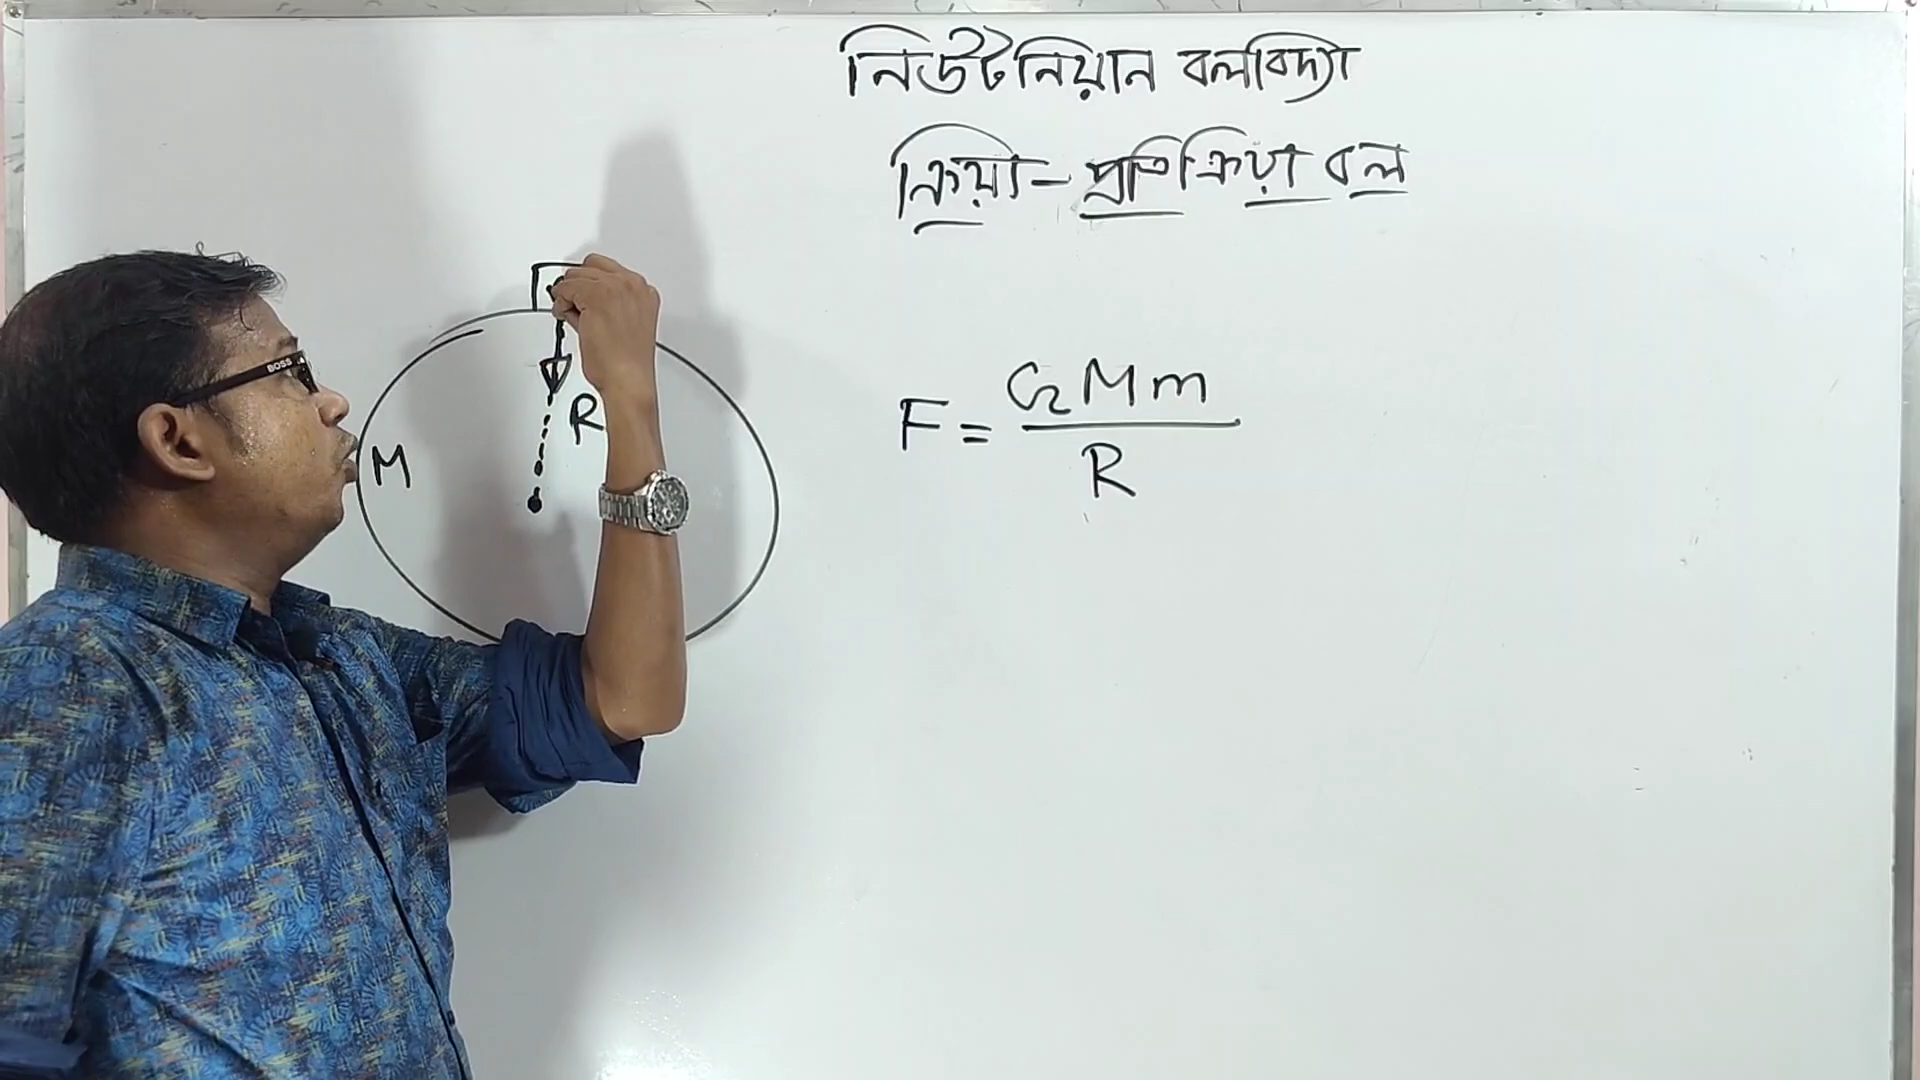 নিউটনিয়ান বলবিদ্যা
ক্রিয়া - প্রতিক্রিয়া বল
BOSS
R
M
F = GMm
R